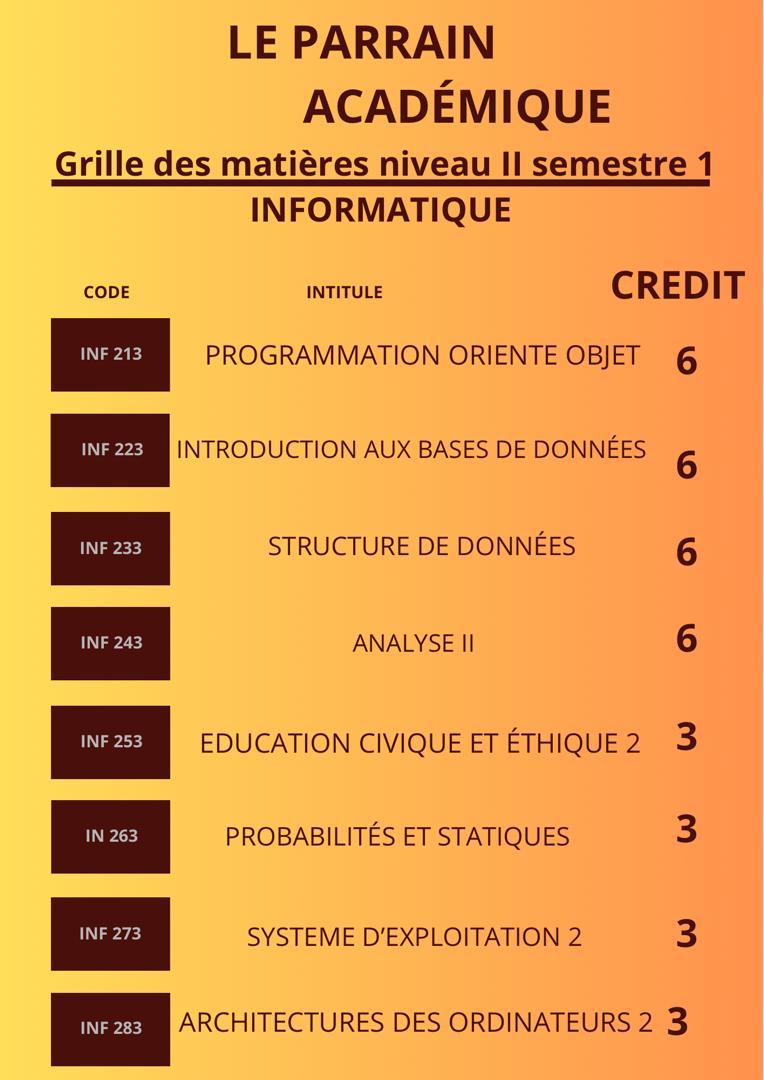 LE PARRAIN
ACADÉMIQUE
Grille des matières niveau II semestre 1
INFORMATIQUE
CODE INTITULE CREDIT
INF 213 PROGRAMMATION ORIENTE OBJET 6
INF 223 INTRODUCTION AUX BASES DE DONNÉES 6
INF 233 STRUCTURE DE DONNÉES 6
INF 243 ANALYSE II 6
INF 253 EDUCATION CIVIQUE ET ÉTHIQUE 2 3
IN 263 PROBABILITÉS ET STATIQUES 3
INF 273 SYSTEME D’EXPLOITATION 2 3
INF 283 ARCHITECTURES DES ORDINATEURS 2 3